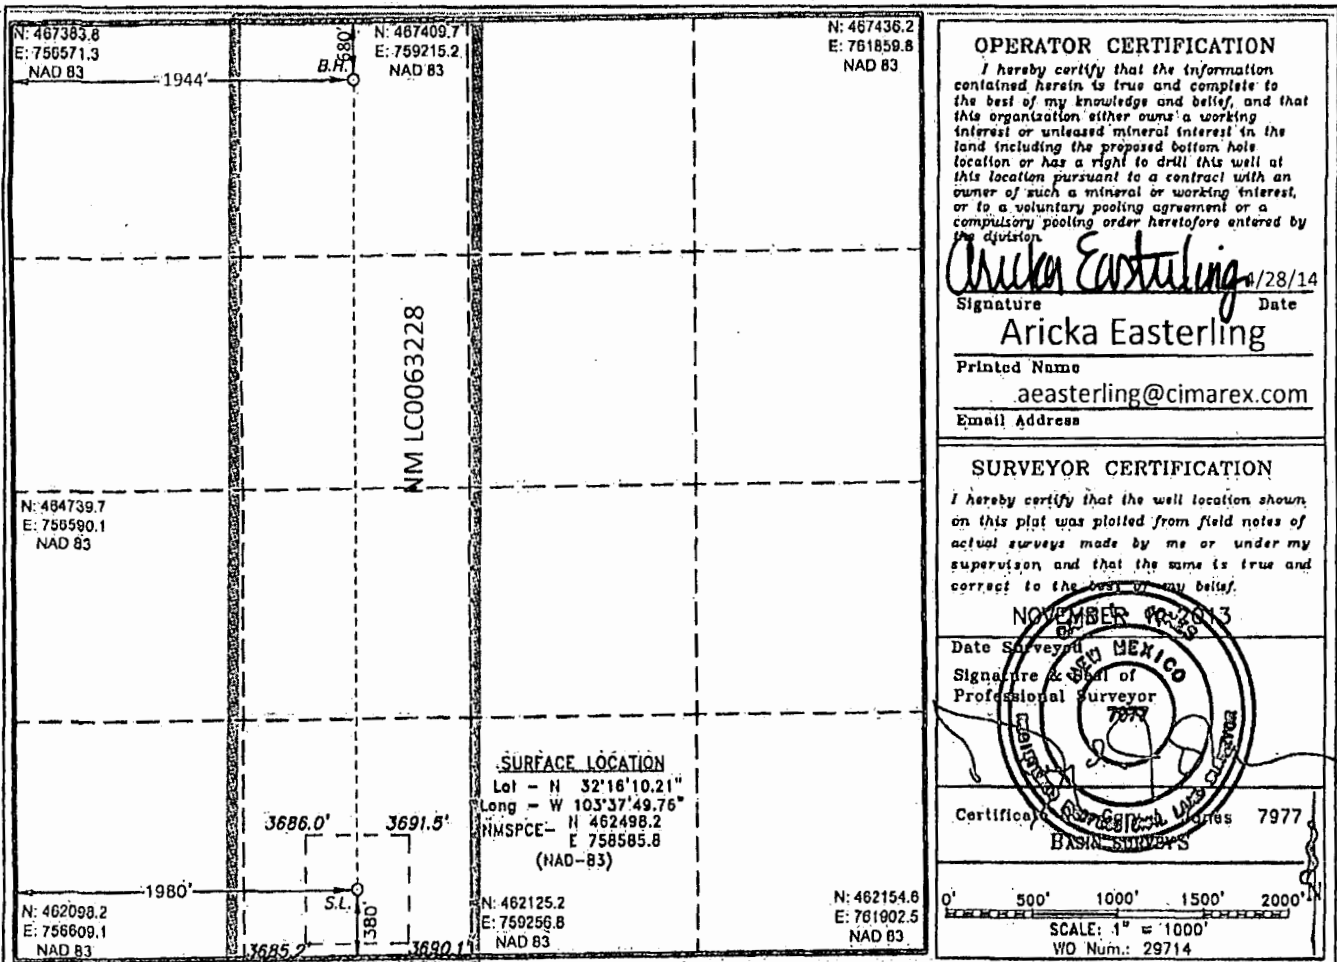 N: 467383.8
E: 756571.3
NAD 83
N: 467409.7
E: 759215.2
NAD 83
N: 467436.2
E: 761859.8
NAD 83
B.H.
1944'
NM LC0063228
N: 464739.7
E: 756590.1
NAD 83
SURFACE LOCATION
Lat - N 32°16'10.21"
Long - W 103°37'49.76"
NMSPCE- N 462498.2
E 758585.8
(NAD-83)
3686.0'
3691.5'
1980'
S.L.
3685.2'
3690.1'
N: 462098.2
E: 756609.1
NAD 83
N: 462125.2
E: 759256.8
NAD 83
N: 462154.6
E: 761902.5
NAD 83
OPERATOR CERTIFICATION
I hereby certify that the information
contained herein is true and complete to
the best of my knowledge and belief, and that
this organization either owns a working
interest or unleased mineral interest in the
land including the proposed bottom hole
location or has a right to drill this well at
this location pursuant to a contract with an
owner of such a mineral or working interest,
or to a voluntary pooling agreement or a
compulsory pooling order heretofore entered by
the division
Aricka Easterling
/28/14
Signature Date
Aricka Easterling
Printed Name
aeasterling@cimarex.com
Email Address
SURVEYOR CERTIFICATION
I hereby certify that the well location shown
on this plat was plotted from field notes of
actual surveys made by me or under my
supervison, and that the same is true and
correct to the best of my belief.
NOVEMBER 2013
Date Surveyed
Signature & Seal of
Professional Surveyor
NEW MEXICO
7977
7977
BASIN SURVEYS
0' 500' 1000' 1500' 2000'
SCALE: 1" = 1000'
WO Num.: 29714